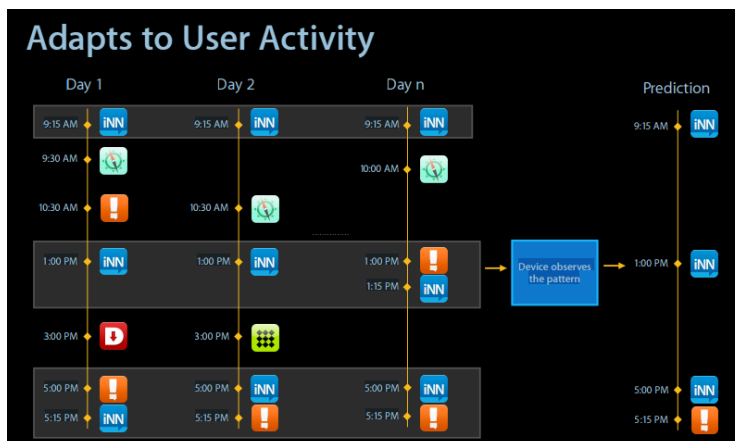 Adapts to User Activity
Day 1
Day 2
Day n
Prediction
9:15 AM iNN
9:15 AM iNN
9:15 AM iNN
9:15 AM iNN
9:30 AM
10:00 AM
10:30 AM !
10:30 AM
1:00 PM iNN
1:00 PM iNN
1:00 PM !
1:15 PM iNN
Device observes
the pattern
1:00 PM iNN
3:00 PM D
3:00 PM
5:00 PM !
5:00 PM iNN
5:00 PM iNN
5:00 PM iNN
5:15 PM iNN
5:15 PM !
5:15 PM !
5:15 PM !